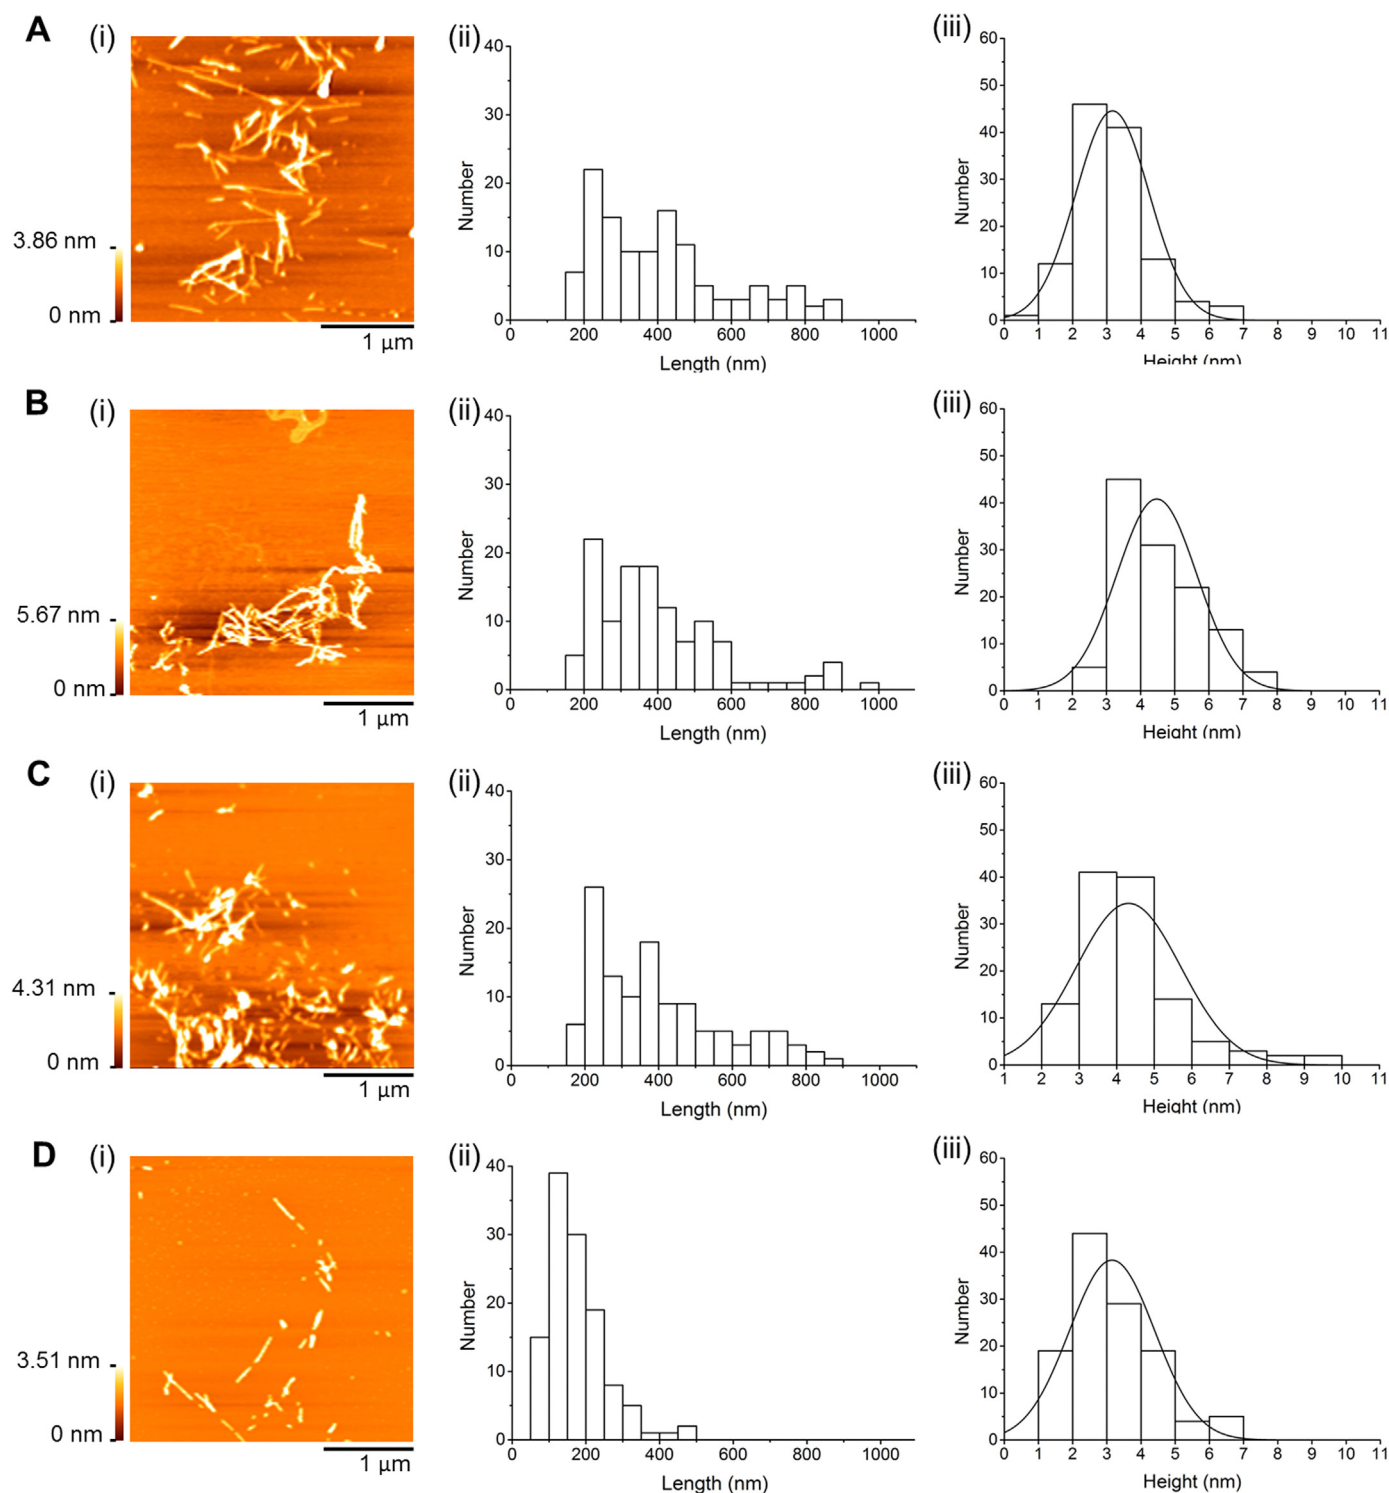 A (i) (ii) (iii)
3.86 nm
0 nm
1 µm
40
30
20
10
0
Number
0 200 400 600 800 1000
Length (nm)
60
50
40
30
20
10
0
Number
0 1 2 3 4 5 6 7 8 9 10 11
Height (nm)
B (i) (ii) (iii)
5.67 nm
0 nm
1 µm
40
30
20
10
0
Number
0 200 400 600 800 1000
Length (nm)
60
50
40
30
20
10
0
Number
0 1 2 3 4 5 6 7 8 9 10 11
Height (nm)
C (i) (ii) (iii)
4.31 nm
0 nm
1 µm
40
30
20
10
0
Number
0 200 400 600 800 1000
Length (nm)
60
50
40
30
20
10
0
Number
1 2 3 4 5 6 7 8 9 10 11
Height (nm)
D (i) (ii) (iii)
3.51 nm
0 nm
1 µm
40
30
20
10
0
Number
0 200 400 600 800 1000
Length (nm)
60
50
40
30
20
10
0
Number
0 1 2 3 4 5 6 7 8 9 10 11
Height (nm)